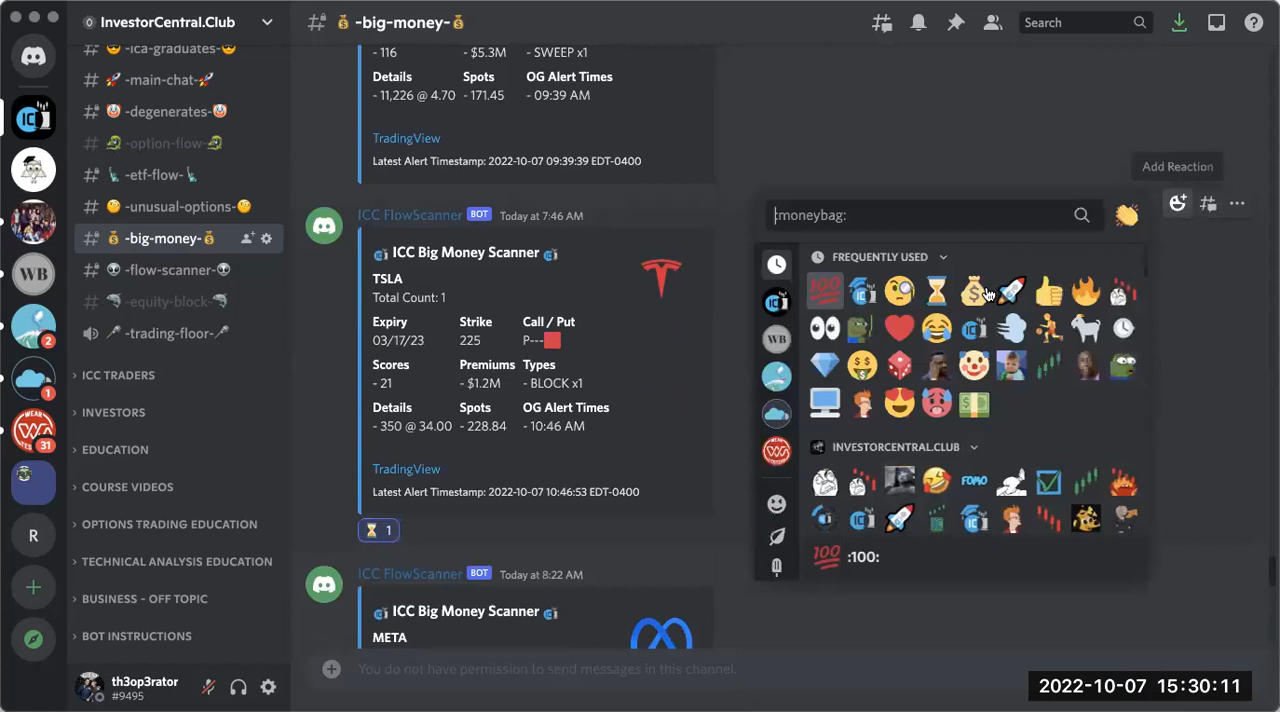 InvestorCentral.Club
-big-money-
Search
-ica-graduates-
-main-chat-
-degenerates-
-option-flow-
-etf-flow-
-unusual-options-
-big-money-
-flow-scanner-
-equity-block-
-trading-floor-
ICC TRADERS
INVESTORS
EDUCATION
COURSE VIDEOS
OPTIONS TRADING EDUCATION
TECHNICAL ANALYSIS EDUCATION
BUSINESS - OFF TOPIC
BOT INSTRUCTIONS
th3op3rator
#9495
WB
2
1
WEAR
31
R
- 116 - $5.3M - SWEEP x1
Details Spots OG Alert Times
- 11,226 @ 4.70 - 171.45 - 09:39 AM
TradingView
Latest Alert Timestamp: 2022-10-07 09:39:39 EDT-0400
ICC FlowScanner BOT Today at 7:46 AM
ICC Big Money Scanner
TSLA
Total Count: 1
Expiry Strike Call / Put
03/17/23 225 P---
Scores Premiums Types
- 21 - $1.2M - BLOCK x1
Details Spots OG Alert Times
- 350 @ 34.00 - 228.84 - 10:46 AM
TradingView
Latest Alert Timestamp: 2022-10-07 10:46:53 EDT-0400
1
ICC FlowScanner BOT Today at 8:22 AM
ICC Big Money Scanner
META
You do not have permission to send messages in this channel.
Add Reaction
:moneybag:
FREQUENTLY USED
WB
INVESTORCENTRAL.CLUB
FOMO
:100:
2022-10-07 15:30:11